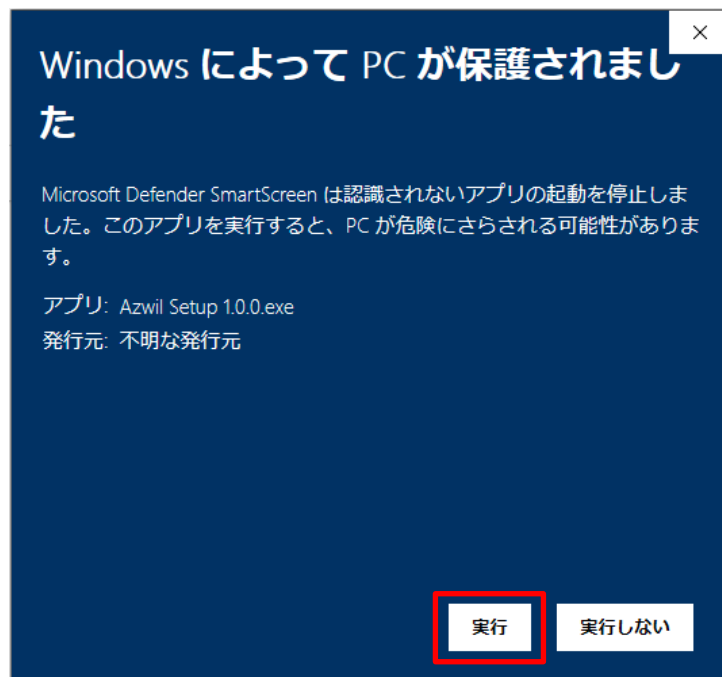 Windows によって PC が保護されまし
た
Microsoft Defender SmartScreen は認識されないアプリの起動を停止しま
した。このアプリを実行すると、PC が危険にさらされる可能性がありま
す。
アプリ: Azwil Setup 1.0.0.exe
発行元: 不明な発行元
実行 実行しない